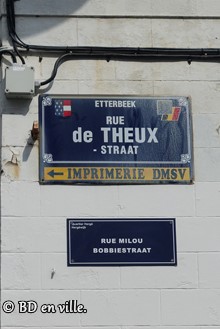 ETTERBEEK
RUE
de THEUX
- STRAAT
IMPRIMERIE DMSV
RUE MILOU
BOBBIESTRAAT
© BD en ville.